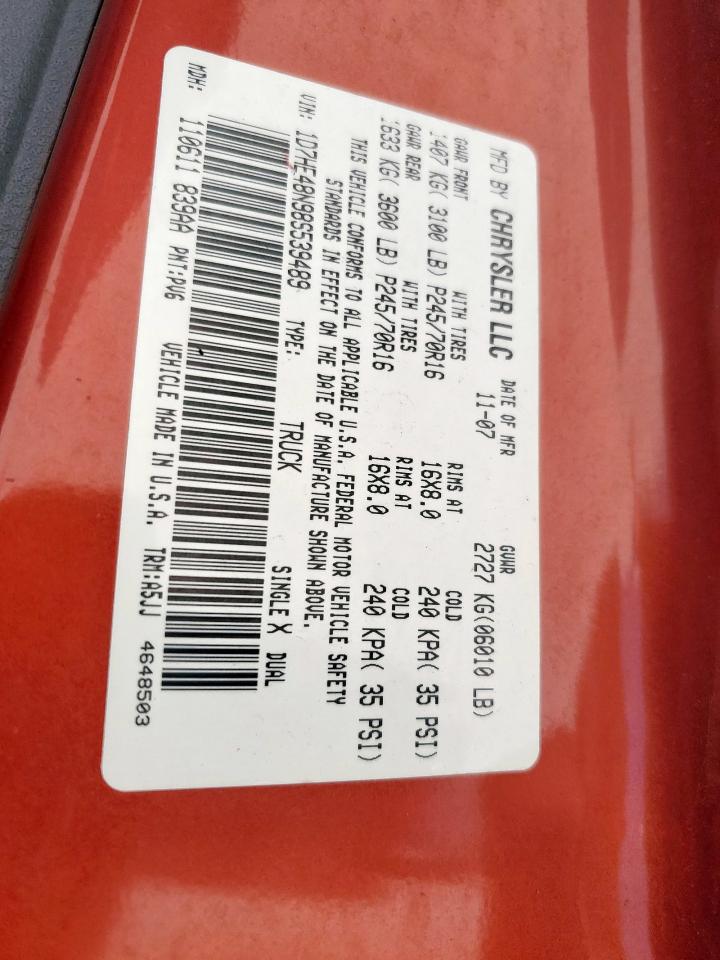 MFD BY CHRYSLER LLC DATE OF MFR 11-07 GVWR 2727 KG(06010 LB)
GAWR FRONT WITH TIRES RIMS AT COLD
1407 KG( 3100 LB) P245/70R16 16X8.0 240 KPA( 35 PSI)
GAWR REAR WITH TIRES RIMS AT COLD
1633 KG( 3600 LB) P245/70R16 16X8.0 240 KPA( 35 PSI)
THIS VEHICLE CONFORMS TO ALL APPLICABLE U.S.A. FEDERAL MOTOR VEHICLE SAFETY
STANDARDS IN EFFECT ON THE DATE OF MANUFACTURE SHOWN ABOVE.
VIN: 1D7HE48N98S539489 TYPE: TRUCK SINGLE X DUAL
MDH: 110611 839AA PNT:PV6 VEHICLE MADE IN U.S.A. TRM:A5JJ 4648503